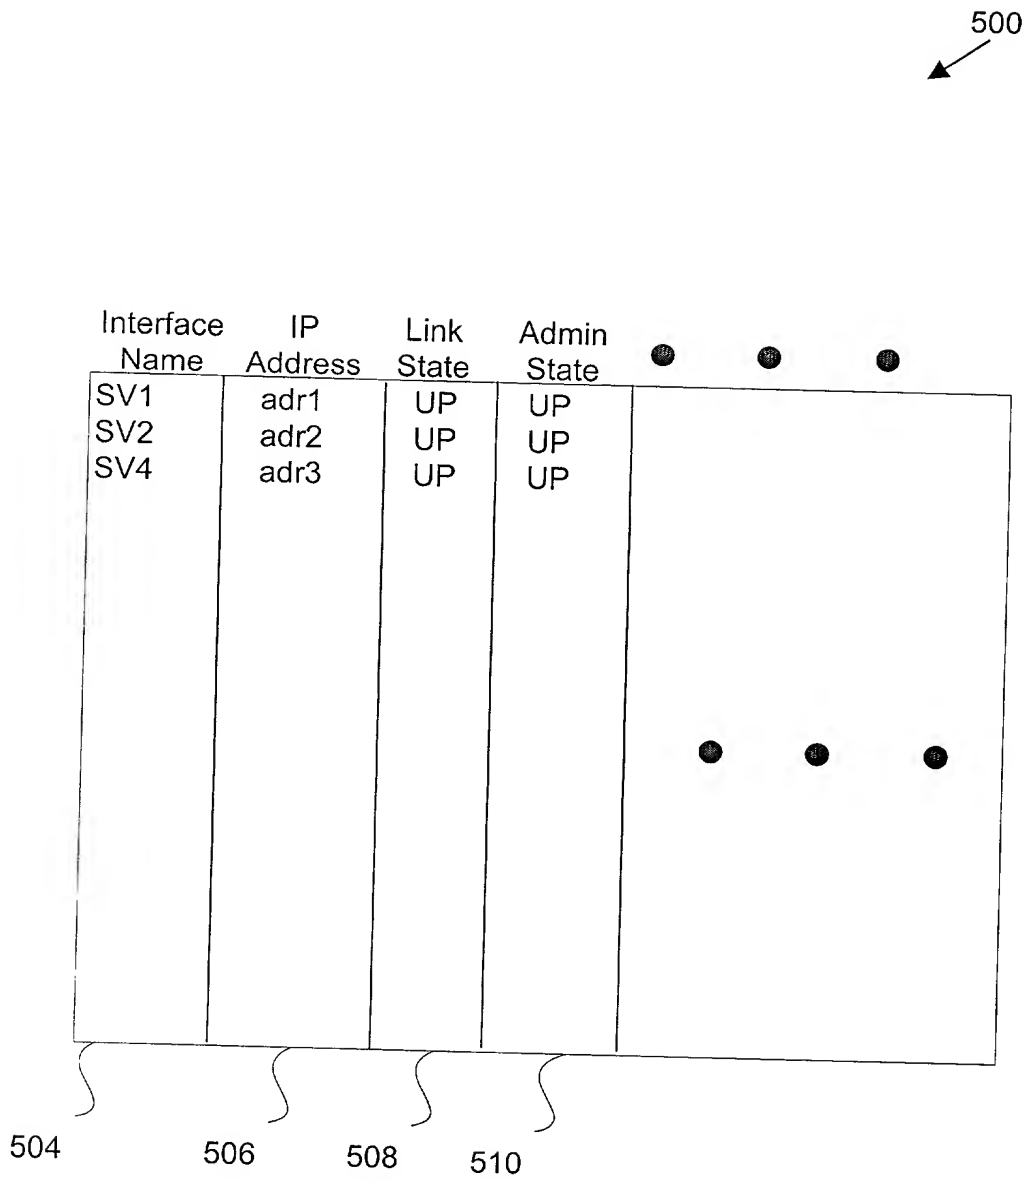 500
Interface Name
IP Address
Link State
Admin State
SV1 adr1 UP UP
SV2 adr2 UP UP
SV4 adr3 UP UP
504 506 508 510